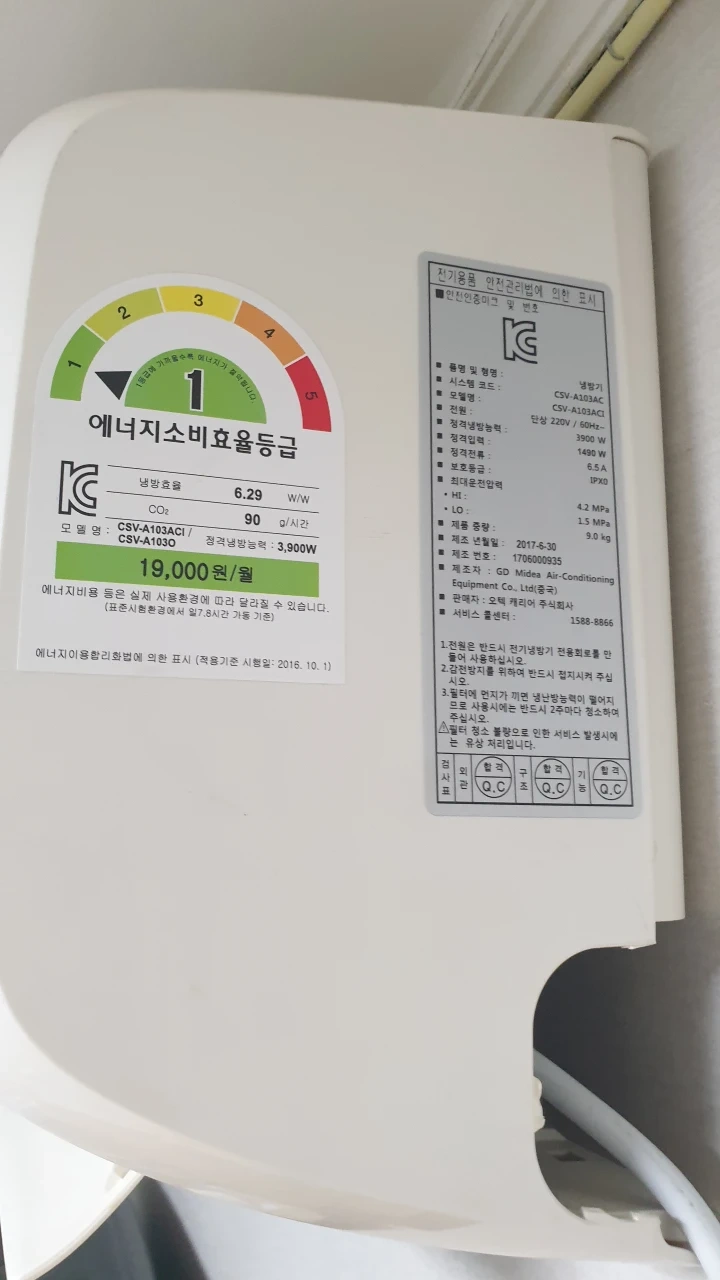 1 2 3 4 5
1등급에 가까울수록 에너지가 절약됩니다.
1
에너지소비효율등급
냉방효율 6.29 W/W
CO₂ 90 g/시간
모 델 명 : CSV-A103ACI / CSV-A103O 정격냉방능력 : 3,900W
19,000원/월
에너지비용 등은 실제 사용환경에 따라 달라질 수 있습니다.
(표준시험환경에서 일7.8시간 가동 기준)
에너지이용합리화법에 의한 표시 (적용기준 시험일: 2016. 10. 1)
전기용품 안전관리법에 의한 표시
■안전인증마크 및 번호
■ 품명 및 형명 : 냉방기
■ 시스템 코드 : CSV-A103AC
■ 모델명 : CSV-A103ACI
■ 전원 : 단상 220V / 60Hz~
■ 정격냉방능력 : 3900 W
■ 정격입력 : 1490 W
■ 정격전류 : 6.5 A
■ 보호등급 : IPX0
■ 최대운전압력
• HI : 4.2 MPa
• LO : 1.5 MPa
■ 제품 중량 : 9.0 kg
■ 제조 년월일 : 2017-6-30
■ 제조 번호 : 1706000935
■ 제조자 : GD Midea Air-Conditioning
Equipment Co., Ltd(중국)
■ 판매자 : 오텍 캐리어 주식회사
■ 서비스 콜센터 : 1588-8866
1.전원은 반드시 전기냉방기 전용회로를 만
들어 사용하십시오.
2.감전방지를 위하여 반드시 접지시켜 주십
시오.
3.필터에 먼지가 끼면 냉난방능력이 떨어지
므로 사용시에는 반드시 2주마다 청소하여
주십시오.
⚠필터 청소 불량으로 인한 서비스 발생시에
는 유상 처리입니다.
검사표 외관 합격 Q.C 구조 합격 Q.C 기능 합격 Q.C